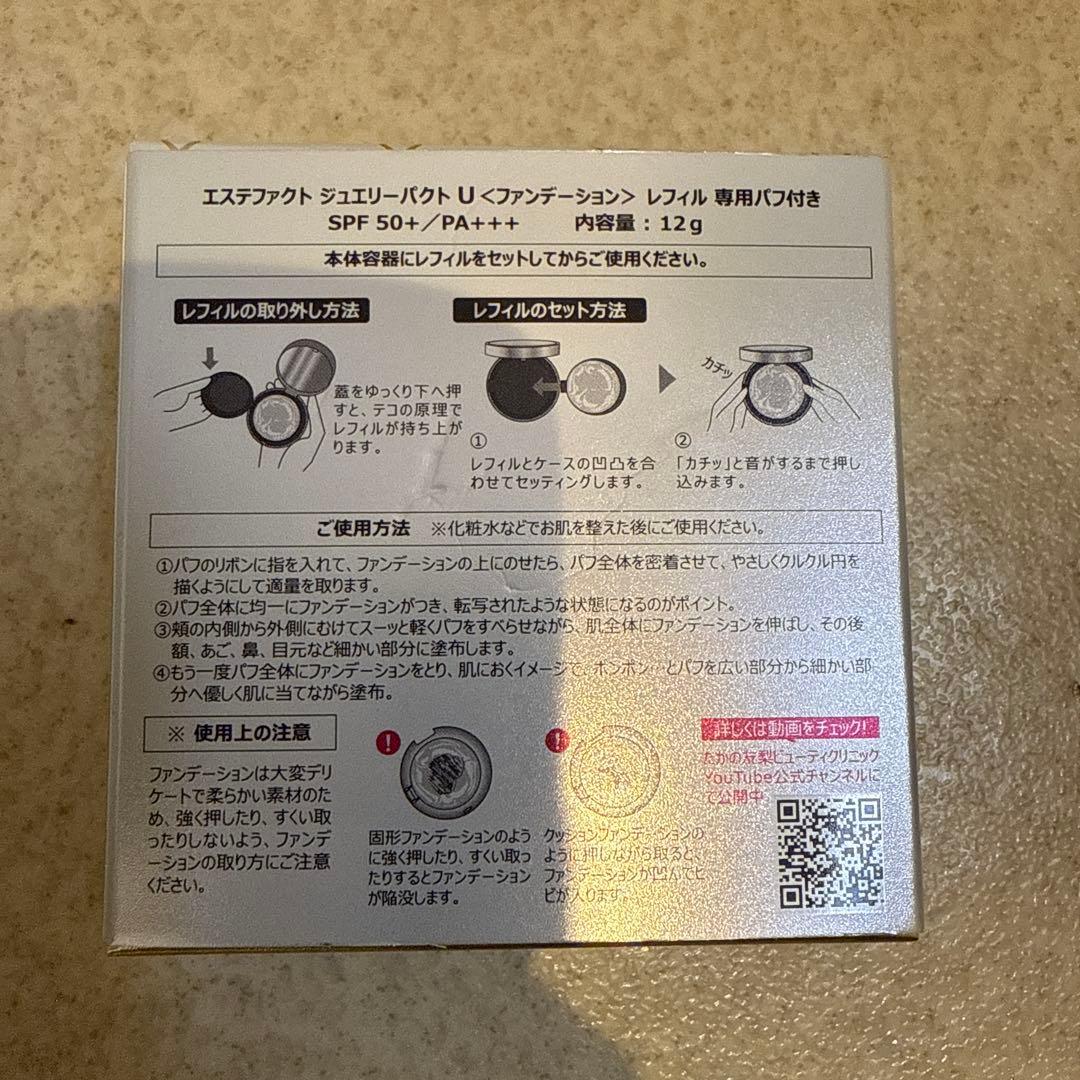 エステファクト ジュエリーパクト U＜ファンデーション＞ レフィル 専用パフ付き
SPF 50+／PA+++　　内容量：12g
本体容器にレフィルをセットしてからご使用ください。
レフィルの取り外し方法
蓋をゆっくり下へ押
すと、テコの原理で
レフィルが持ち上が
ります。
レフィルのセット方法
①
レフィルとケースの凹凸を合
わせてセッティングします。
カチッ
②
「カチッ」と音がするまで押し
込みます。
ご使用方法　※化粧水などでお肌を整えた後にご使用ください。
①パフのリボンに指を入れて、ファンデーションの上にのせたら、パフ全体を密着させて、やさしくクルクル円を
描くようにして適量を取ります。
②パフ全体に均一にファンデーションがつき、転写されたような状態になるのがポイント。
③頬の内側から外側にむけてスーッと軽くパフをすべらせながら、肌全体にファンデーションを伸ばし、その後
額、あご、鼻、目元など細かい部分に塗布します。
④もう一度パフ全体にファンデーションをとり、肌におくイメージで、ポンポン…とパフを広い部分から細かい部
分へ優しく肌に当てながら塗布。
※ 使用上の注意
ファンデーションは大変デリ
ケートで柔らかい素材のた
め、強く押したり、すくい取
ったりしないよう、ファンデ
ーションの取り方にご注意
ください。
!
固形ファンデーションのよう
に強く押したり、すくい取っ
たりするとファンデーション
が陥没します。
!
クッションファンデーションの
ように押しながら取ると、
ファンデーションが凹んでヒ
ビが入ります。
詳しくは動画をチェック!
たかの友梨ビューティクリニック
YouTube公式チャンネルに
て公開中